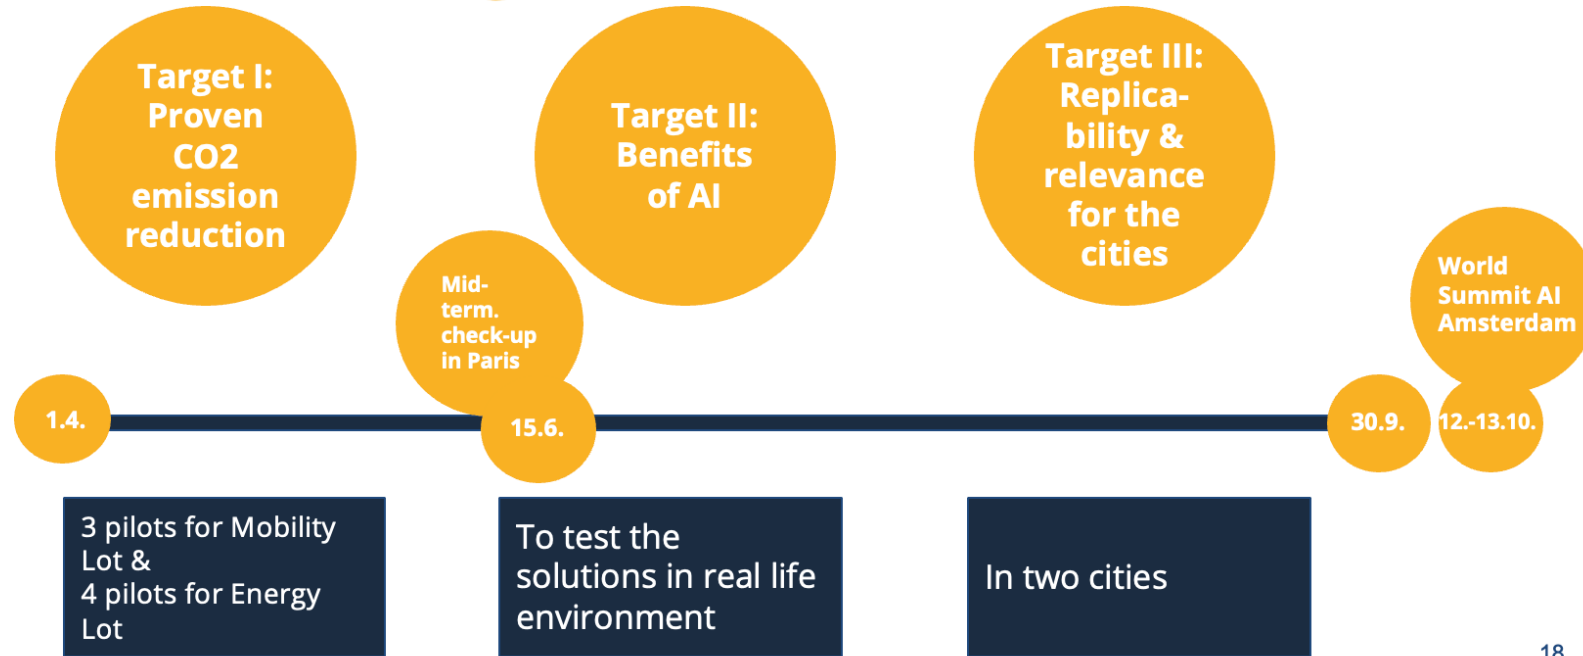 Target I:
Proven
CO2
emission
reduction
Target II:
Benefits
of AI
Target III:
Replica-
bility &
relevance
for the
cities
Mid-
term.
check-up
in Paris
World
Summit AI
Amsterdam
1.4.
15.6.
30.9.
12.-13.10.
3 pilots for Mobility
Lot &
4 pilots for Energy
Lot
To test the
solutions in real life
environment
In two cities
18